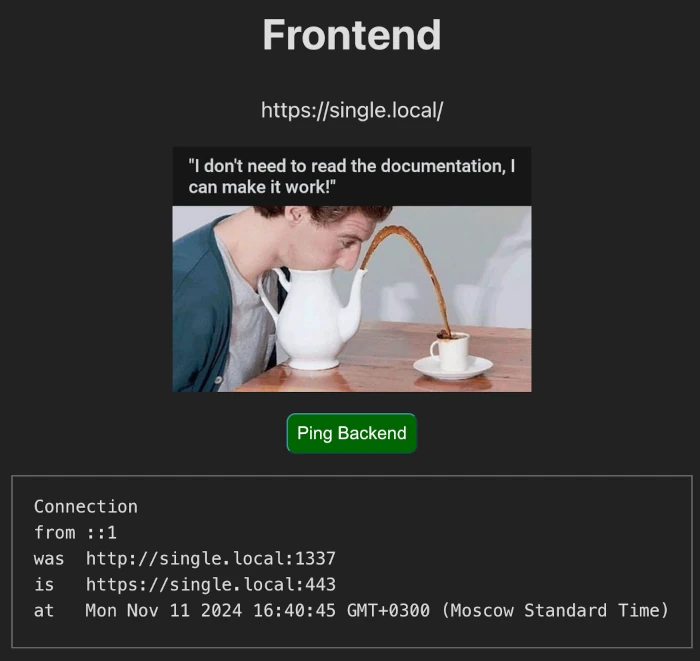 Frontend
https://single.local/
"I don't need to read the documentation, I
can make it work!"
Ping Backend
Connection
from ::1
was  http://single.local:1337
is   https://single.local:443
at   Mon Nov 11 2024 16:40:45 GMT+0300 (Moscow Standard Time)